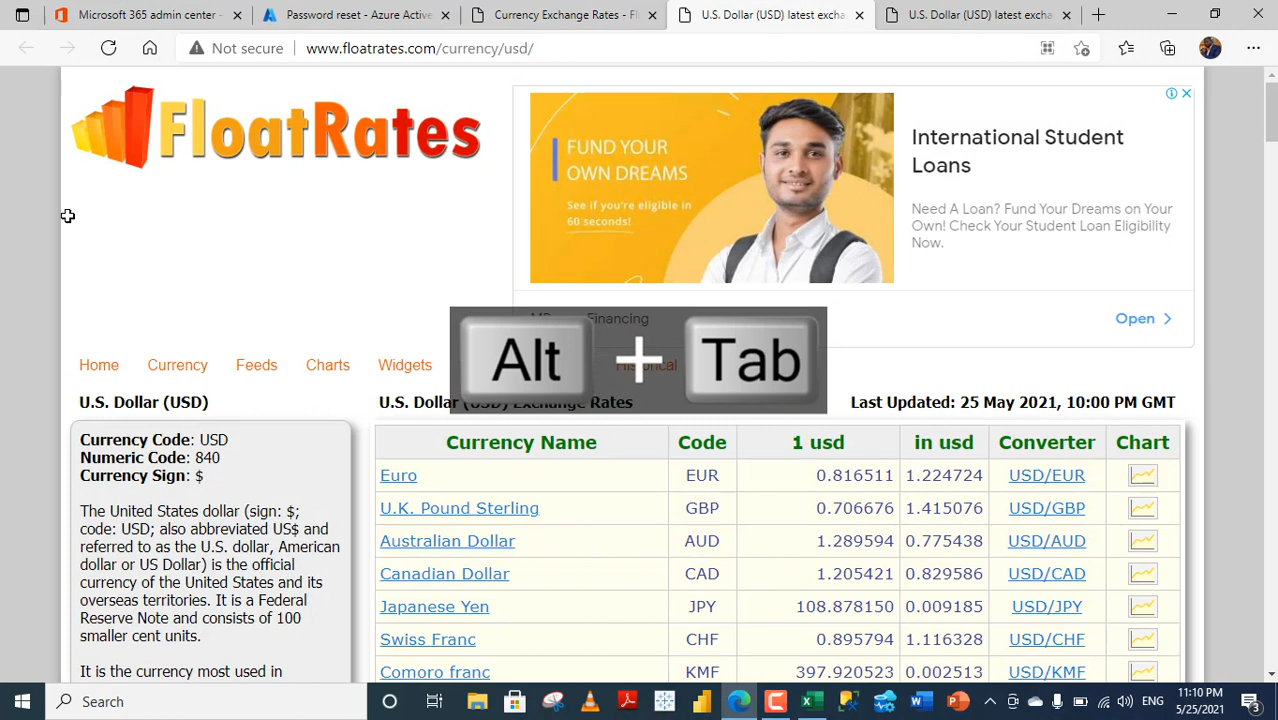 Microsoft 365 admin center -
Password reset - Azure Active
Currency Exchange Rates - Fl
U.S. Dollar (USD) latest excha
U.S. Dollar (USD) latest excha
Not secure
www.floatrates.com/currency/usd/
FloatRates
FUND YOUR
OWN DREAMS
See if you're eligible in
60 seconds!
International Student
Loans
Need A Loan? Fund Your Dreams on Your
Own! Check Your Student Loan Eligibility
Now.
Financing
Open
Alt + Tab
Home Currency Feeds Charts Widgets Historical
U.S. Dollar (USD)
U.S. Dollar (USD) Exchange Rates
Last Updated: 25 May 2021, 10:00 PM GMT
Currency Code: USD
Numeric Code: 840
Currency Sign: $
The United States dollar (sign: $;
code: USD; also abbreviated US$ and
referred to as the U.S. dollar, American
dollar or US Dollar) is the official
currency of the United States and its
overseas territories. It is a Federal
Reserve Note and consists of 100
smaller cent units.
It is the currency most used in
Currency Name Code 1 usd in usd Converter Chart
Euro EUR 0.816511 1.224724 USD/EUR
U.K. Pound Sterling GBP 0.706676 1.415076 USD/GBP
Australian Dollar AUD 1.289594 0.775438 USD/AUD
Canadian Dollar CAD 1.205421 0.829586 USD/CAD
Japanese Yen JPY 108.878150 0.009185 USD/JPY
Swiss Franc CHF 0.895794 1.116328 USD/CHF
Comoro franc KMF 397.920523 0.002513 USD/KMF
Search
ENG
11:10 PM
5/25/2021
3